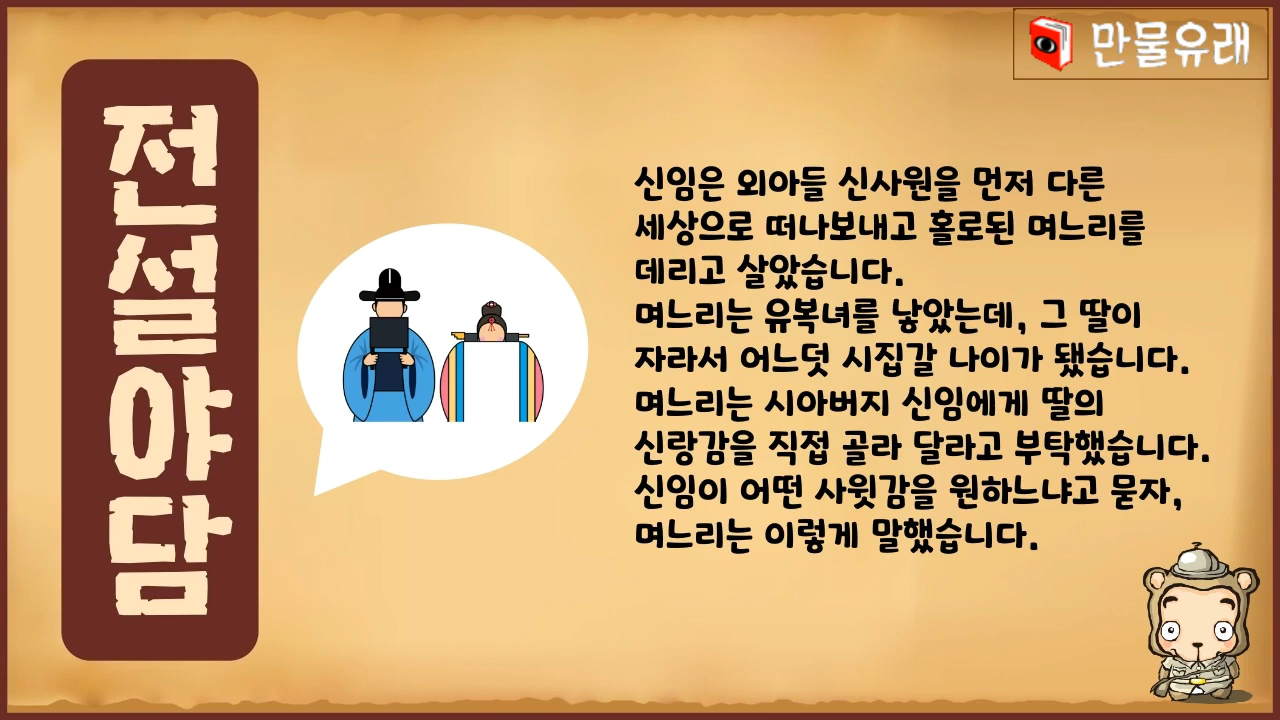 만물유래
전설야담
신임은 외아들 신사원을 먼저 다른
세상으로 떠나보내고 홀로된 며느리를
데리고 살았습니다.
며느리는 유복녀를 낳았는데, 그 딸이
자라서 어느덧 시집갈 나이가 됐습니다.
며느리는 시아버지 신임에게 딸의
신랑감을 직접 골라 달라고 부탁했습니다.
신임이 어떤 사윗감을 원하느냐고 묻자,
며느리는 이렇게 말했습니다.